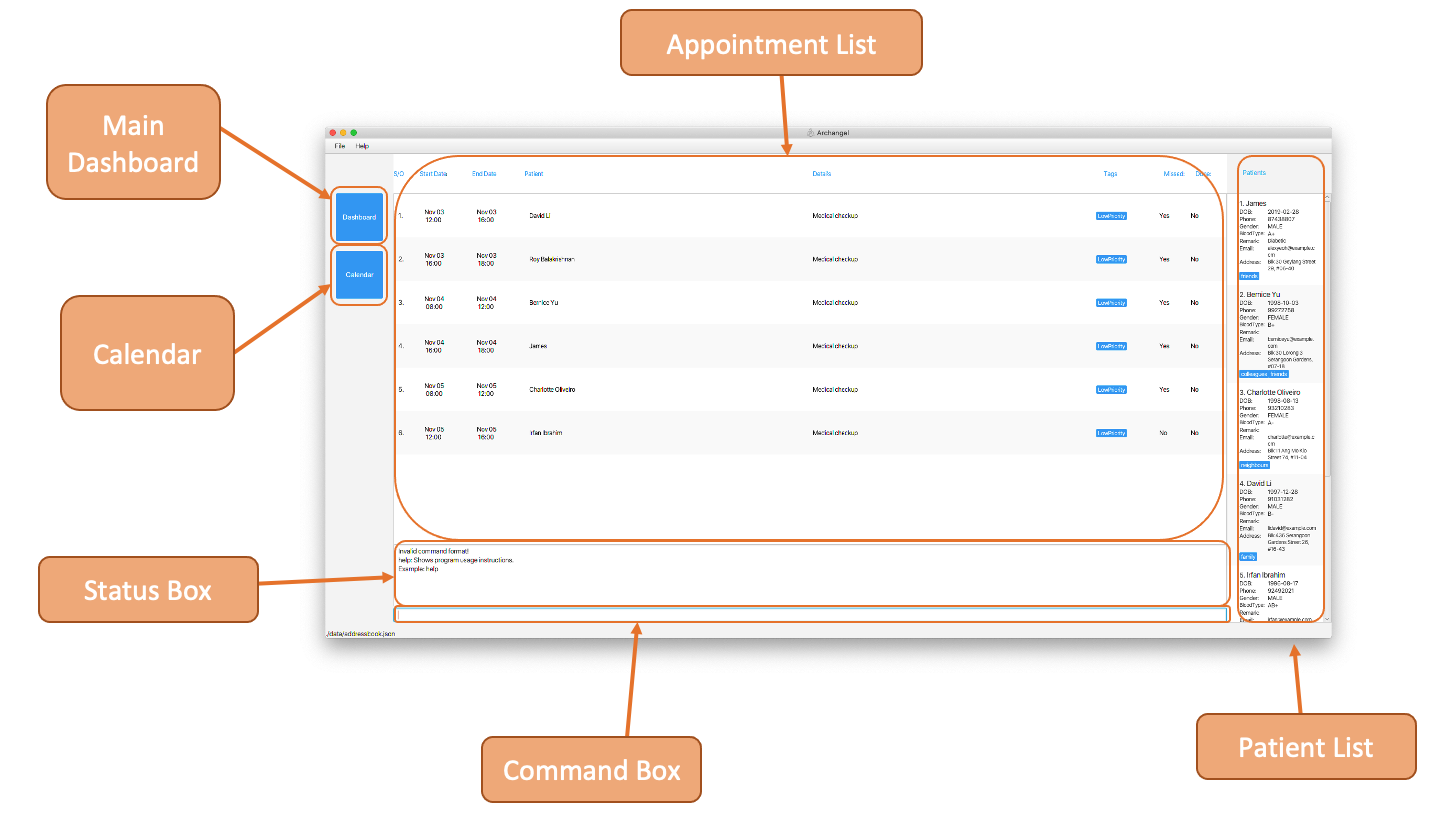 Appointment List
Main
Dashboard
Calendar
Status Box
Command Box
Patient List
Archangel
File Help
S/O Start Date: End Date: Patient Details Tags Missed: Done:
Dashboard
Calendar
1. Nov 03 12:00 Nov 03 16:00 David Li Medical checkup LowPriority Yes No
2. Nov 03 16:00 Nov 03 18:00 Roy Balakrishnan Medical checkup LowPriority Yes No
3. Nov 04 08:00 Nov 04 12:00 Bernice Yu Medical checkup LowPriority Yes No
4. Nov 04 16:00 Nov 04 18:00 James Medical checkup LowPriority Yes No
5. Nov 05 08:00 Nov 05 12:00 Charlotte Oliveiro Medical checkup LowPriority Yes No
6. Nov 05 12:00 Nov 05 16:00 Irfan Ibrahim Medical checkup LowPriority No No
Invalid command format!
help: Shows program usage instructions.
Example: help
./data/addressbook.json
Patients
1. James
DOB: 2019-02-28
Phone: 87438807
Gender: MALE
BloodType: A+
Remark: Diabetic
Email: alexyeoh@example.c
om
Address: Blk 30 Geylang Street
29, #06-40
friends
2. Bernice Yu
DOB: 1998-10-03
Phone: 99272758
Gender: FEMALE
BloodType: B+
Remark:
Email: berniceyu@example.
com
Address: Blk 30 Lorong 3
Serangoon Gardens,
#07-18
colleagues friends
3. Charlotte Oliveiro
DOB: 1998-08-13
Phone: 93210283
Gender: FEMALE
BloodType: A-
Remark:
Email: charlotte@example.c
om
Address: Blk 11 Ang Mo Kio
Street 74, #11-04
neighbours
4. David Li
DOB: 1997-12-28
Phone: 91031282
Gender: MALE
BloodType: B-
Remark:
Email: lidavid@example.com
Address: Blk 436 Serangoon
Gardens Street 26,
#16-43
family
5. Irfan Ibrahim
DOB: 1986-08-17
Phone: 92492021
Gender: MALE
BloodType: AB+
Remark:
Email: irfan@example.com